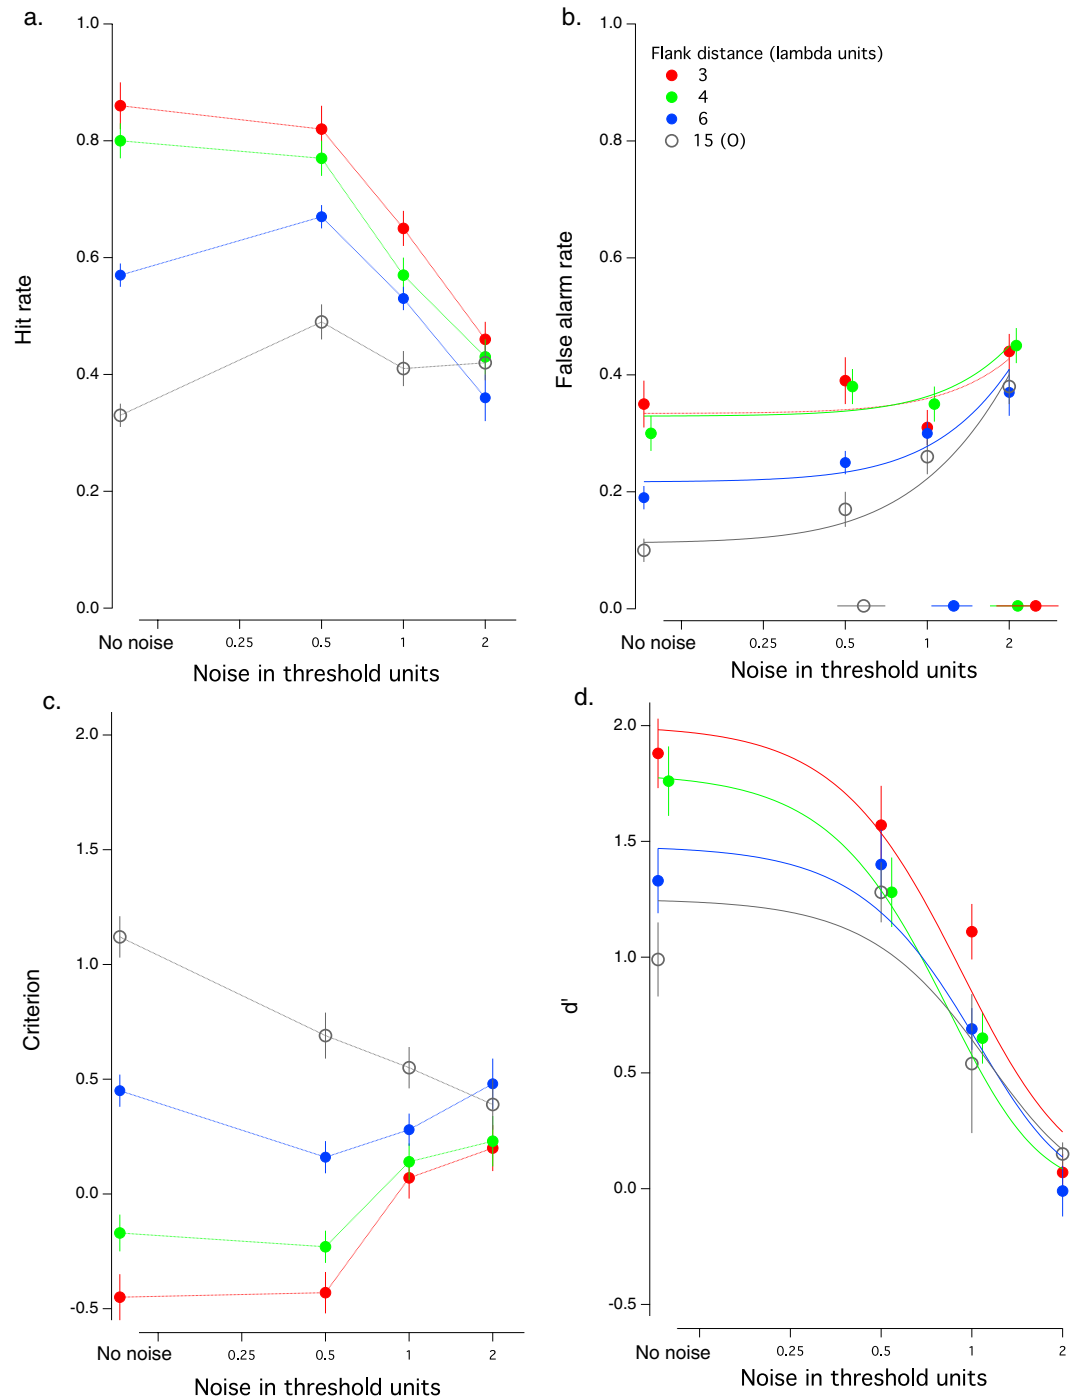 a.
1.0
0.8
0.6
0.4
0.2
0.0
Hit rate
No noise 0.25 0.5 1 2
Noise in threshold units
b.
1.0
0.8
0.6
0.4
0.2
0.0
False alarm rate
Flank distance (lambda units)
3
4
6
15 (O)
No noise 0.25 0.5 1 2
Noise in threshold units
c.
2.0
1.5
1.0
0.5
0.0
-0.5
Criterion
No noise 0.25 0.5 1 2
Noise in threshold units
d.
2.0
1.5
1.0
0.5
0.0
-0.5
d'
No noise 0.25 0.5 1 2
Noise in threshold units